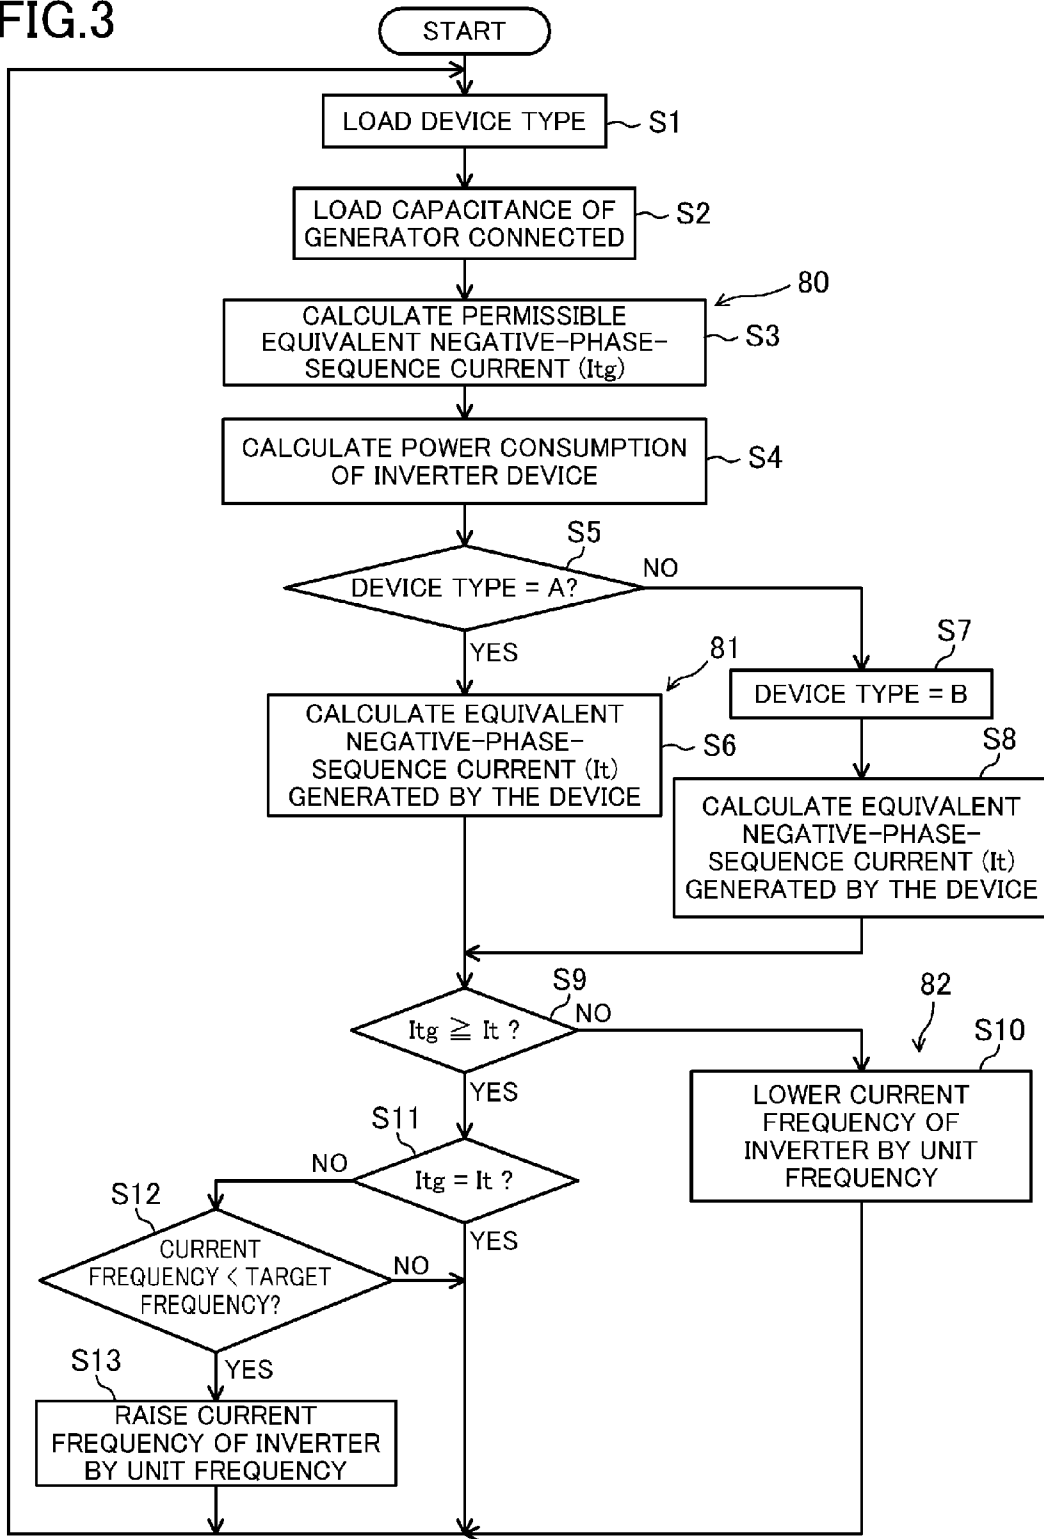 FIG.3
START
LOAD DEVICE TYPE
S1
LOAD CAPACITANCE OF
GENERATOR CONNECTED
S2
80
CALCULATE PERMISSIBLE
EQUIVALENT NEGATIVE-PHASE-
SEQUENCE CURRENT (Itg)
S3
CALCULATE POWER CONSUMPTION
OF INVERTER DEVICE
S4
S5
DEVICE TYPE = A?
NO
YES
81
S7
DEVICE TYPE = B
CALCULATE EQUIVALENT
NEGATIVE-PHASE-
SEQUENCE CURRENT (It)
GENERATED BY THE DEVICE
S6
S8
CALCULATE EQUIVALENT
NEGATIVE-PHASE-
SEQUENCE CURRENT (It)
GENERATED BY THE DEVICE
S9
Itg ≧ It ?
NO
YES
82
S10
LOWER CURRENT
FREQUENCY OF
INVERTER BY UNIT
FREQUENCY
S11
Itg = It ?
NO
YES
S12
CURRENT
FREQUENCY < TARGET
FREQUENCY?
NO
YES
S13
RAISE CURRENT
FREQUENCY OF INVERTER
BY UNIT FREQUENCY